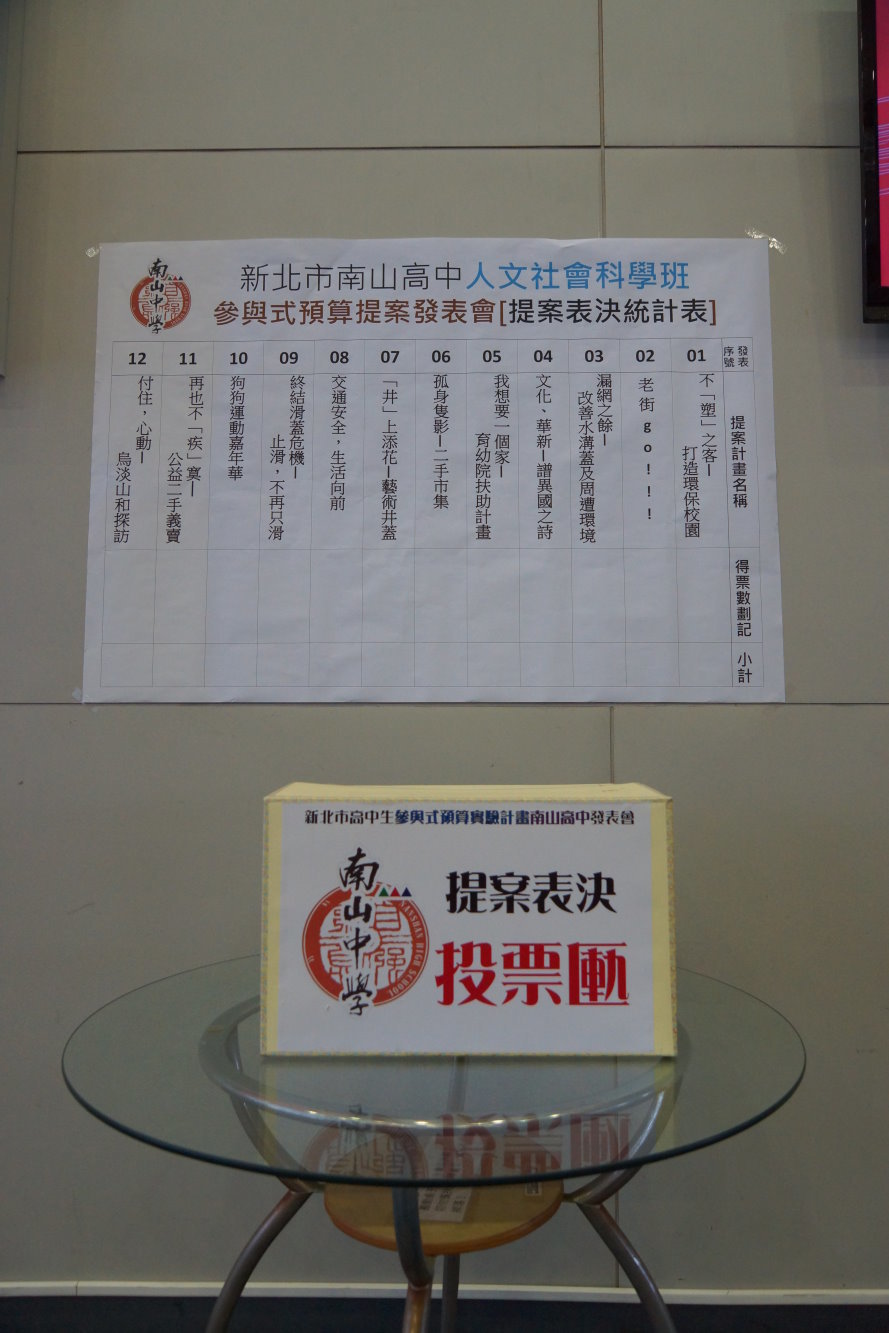 南山中學
新北市南山高中人文社會科學班
參與式預算提案發表會[提案表決統計表]
發表序號
提案計畫名稱
得票數劃記
小計
01
不「塑」之客－
打造環保校園
02
老街go!!!
03
漏網之餘－
改善水溝蓋及周遭環境
04
文化、華新－譜異國之詩
05
我想要一個家－
育幼院扶助計畫
06
孤身隻影－二手市集
07
「井」上添花－藝術井蓋
08
交通安全，生活向前
09
終結滑蓋危機－
止滑，不再只滑
10
狗狗運動嘉年華
11
再也不「疾」寞－
公益二手義賣
12
付住，心動－
烏淡山和探訪
新北市高中生參與式預算實驗計畫南山高中發表會
南山中學
自強
NANSHAN HIGH SCHOOL
提案表決
投票匭